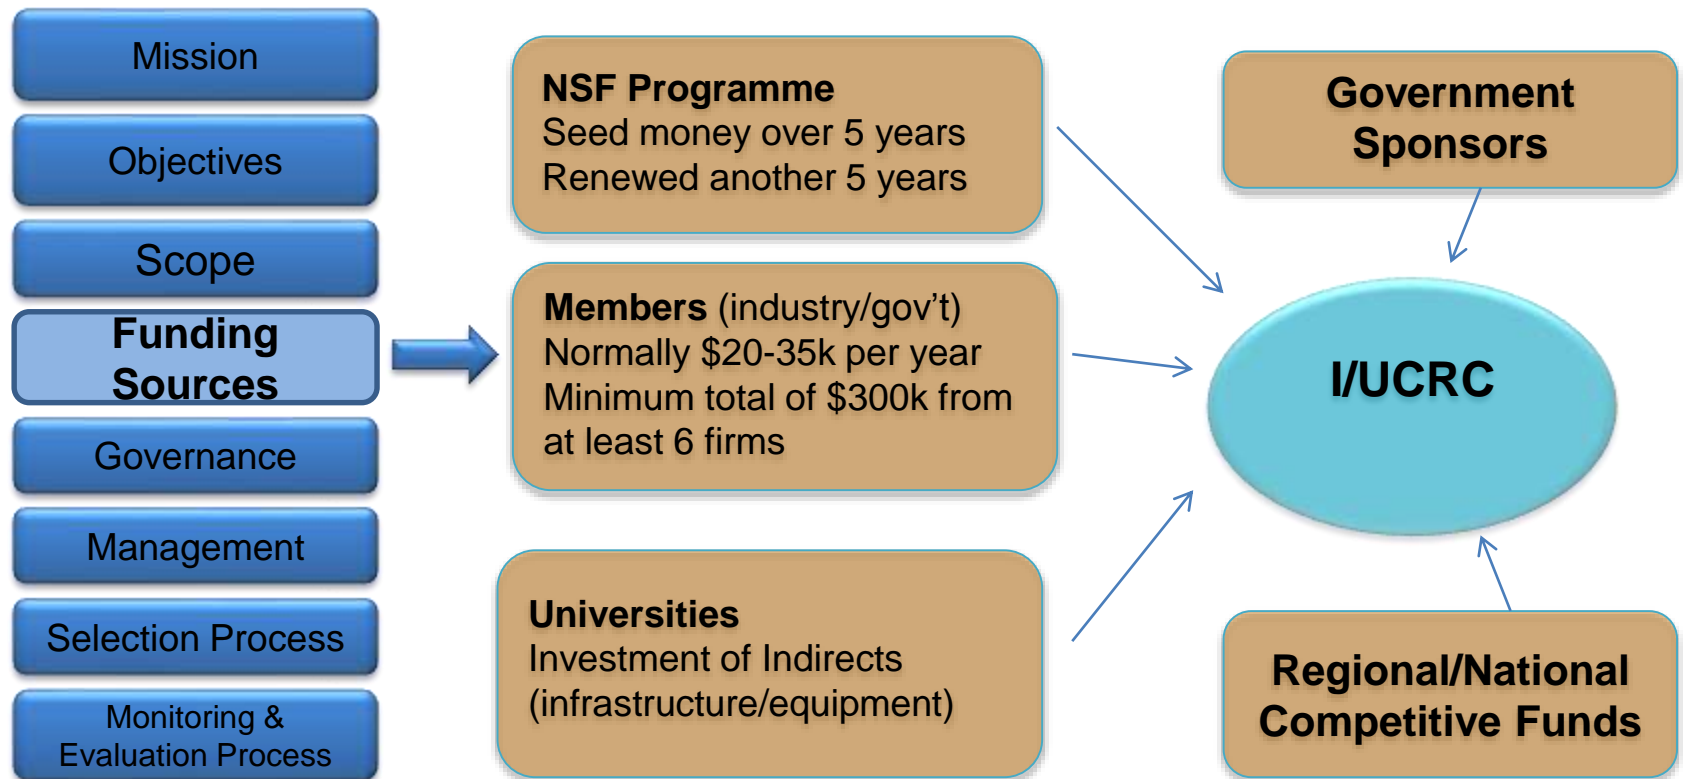 Mission
Objectives
Scope
Funding
Sources
Governance
Management
Selection Process
Monitoring &
Evaluation Process
NSF Programme
Seed money over 5 years
Renewed another 5 years
Members (industry/gov't)
Normally $20-35k per year
Minimum total of $300k from
at least 6 firms
Universities
Investment of Indirects
(infrastructure/equipment)
Government
Sponsors
I/UCRC
Regional/National
Competitive Funds